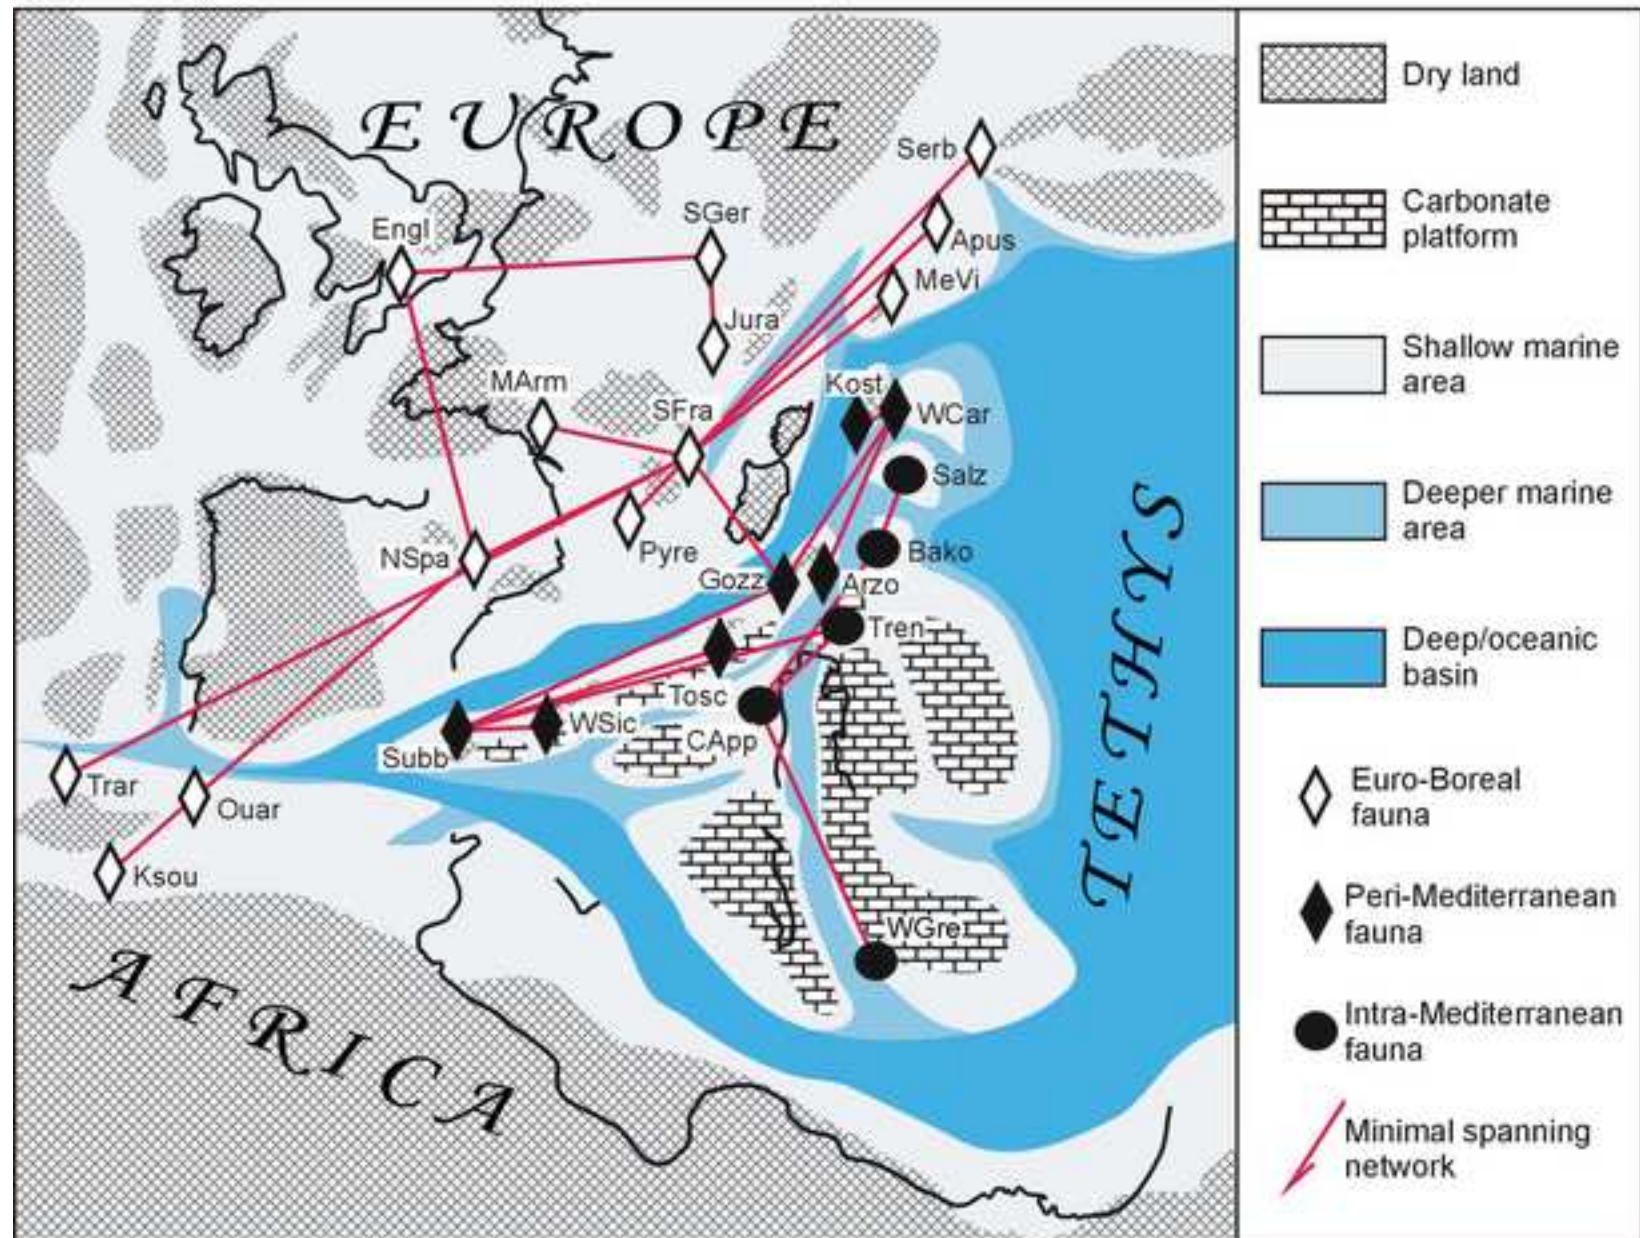 EUROPE
Serb
SGer
Engl
Apus
MeVi
Jura
MArm
Kost
SFra
WCar
Salz
NSpa
Pyre
Bako
Gozz
Arzo
Tren
Tosc
WSic
Subb
CApp
Trar
Ouar
Ksou
WGre
TETHYS
AFRICA
Dry land
Carbonate
platform
Shallow marine
area
Deeper marine
area
Deep/oceanic
basin
Euro-Boreal
fauna
Peri-Mediterranean
fauna
Intra-Mediterranean
fauna
Minimal spanning
network